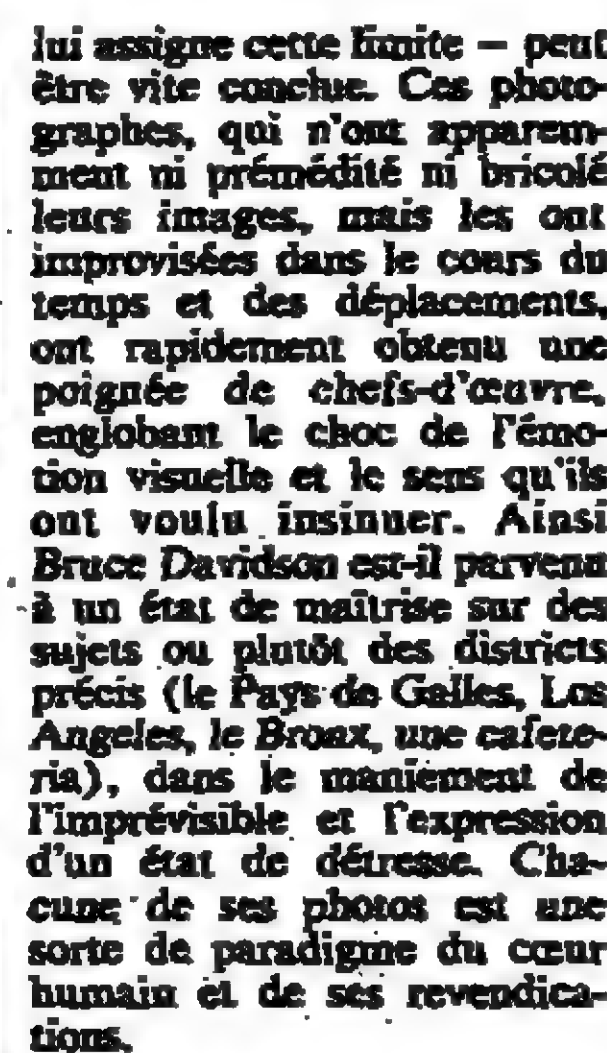 lui assigne cette limite — peut
être vite conclue. Ces photo-
graphes, qui n'ont apparem-
ment ni prémédité ni bricolé
leurs images, mais les ont
improvisées dans le cours du
temps et des déplacements,
ont rapidement obtenu une
poignée de chefs-d'œuvre,
englobant le choc de l'émo-
tion visuelle et le sens qu'ils
ont voulu insinuer. Ainsi
Bruce Davidson est-il parvenu
à un état de maîtrise sur des
sujets ou plutôt des districts
précis (le Pays de Galles, Los
Angeles, le Bronx, une cafete-
ria), dans le maniement de
l'imprévisible et l'expression
d'un état de détresse. Cha-
cune de ses photos est une
sorte de paradigme du cœur
humain et de ses revendica-
tions.